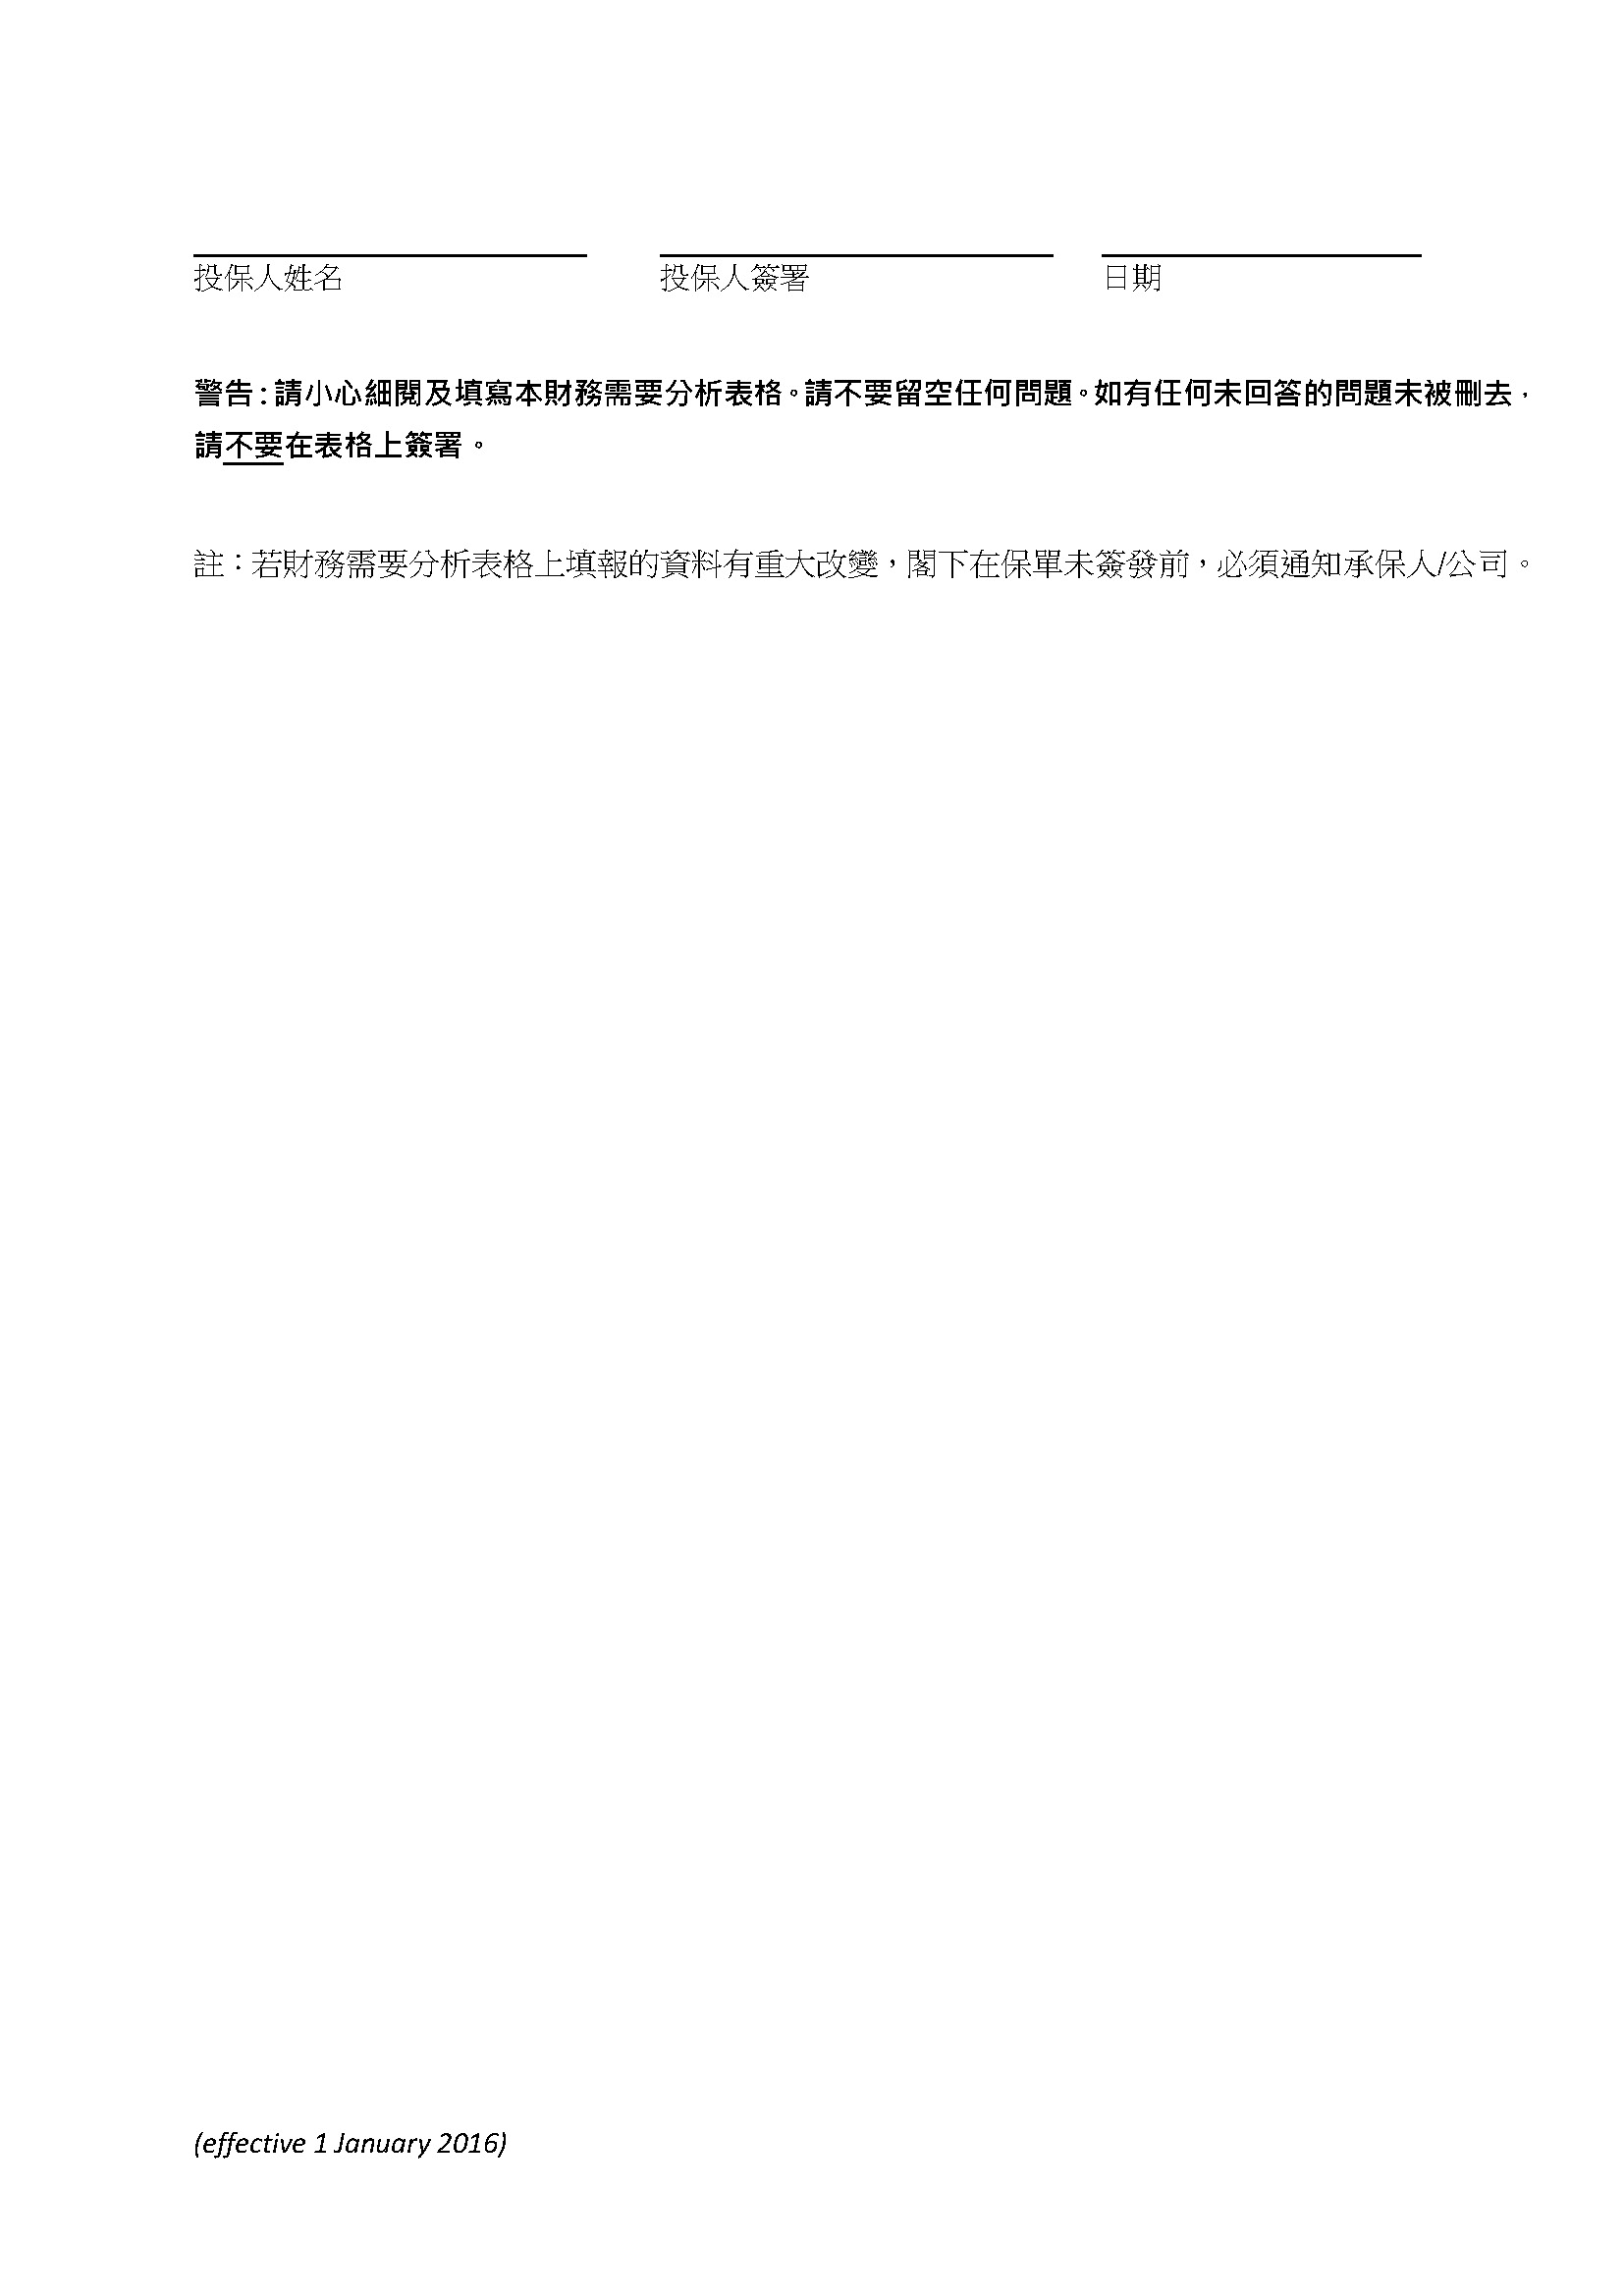 投保人姓名 投保人簽署 日期
警告:請小心細閱及填寫本財務需要分析表格。請不要留空任何問題。如有任何未回答的問題未被刪去，
請不要在表格上簽署。
註：若財務需要分析表格上填報的資料有重大改變，閣下在保單未簽發前，必須通知承保人/公司。
(effective 1 January 2016)